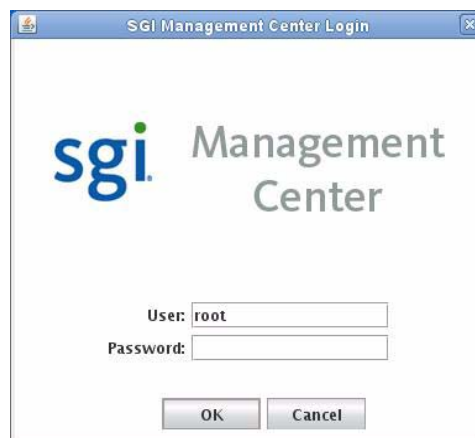 SGI Management Center Login
sgi
Management
Center
User: root
Password:
OK Cancel